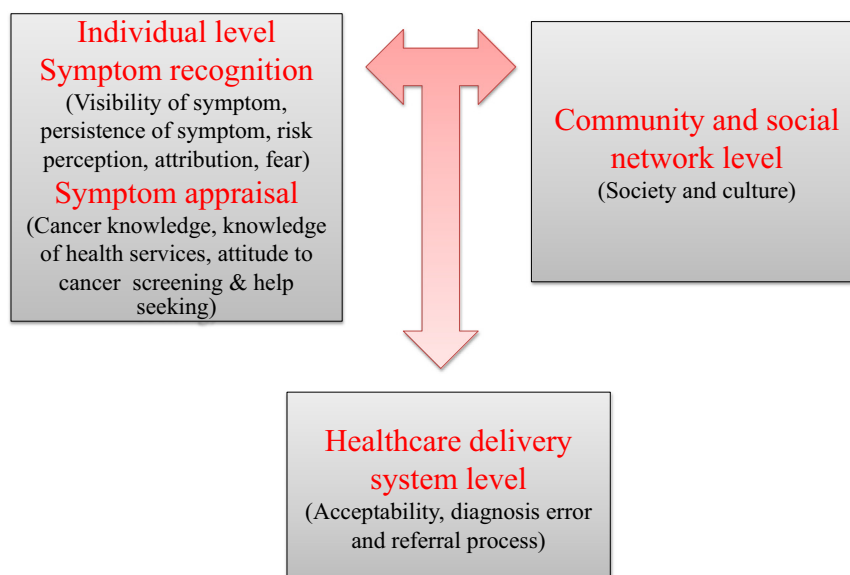 Individual level
Symptom recognition
(Visibility of symptom,
persistence of symptom, risk
perception, attribution, fear)
Symptom appraisal
(Cancer knowledge, knowledge
of health services, attitude to
cancer screening & help
seeking)
Community and social
network level
(Society and culture)
Healthcare delivery
system level
(Acceptability, diagnosis error
and referral process)